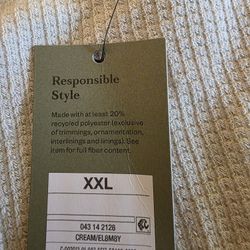 Responsible
Style
Made with at least 20%
recycled polyester (exclusive
of trimmings, ornamentation,
interlinings and linings). See
item for full fiber content.
XXL
043 14 2128
CREAM/EL8M8Y